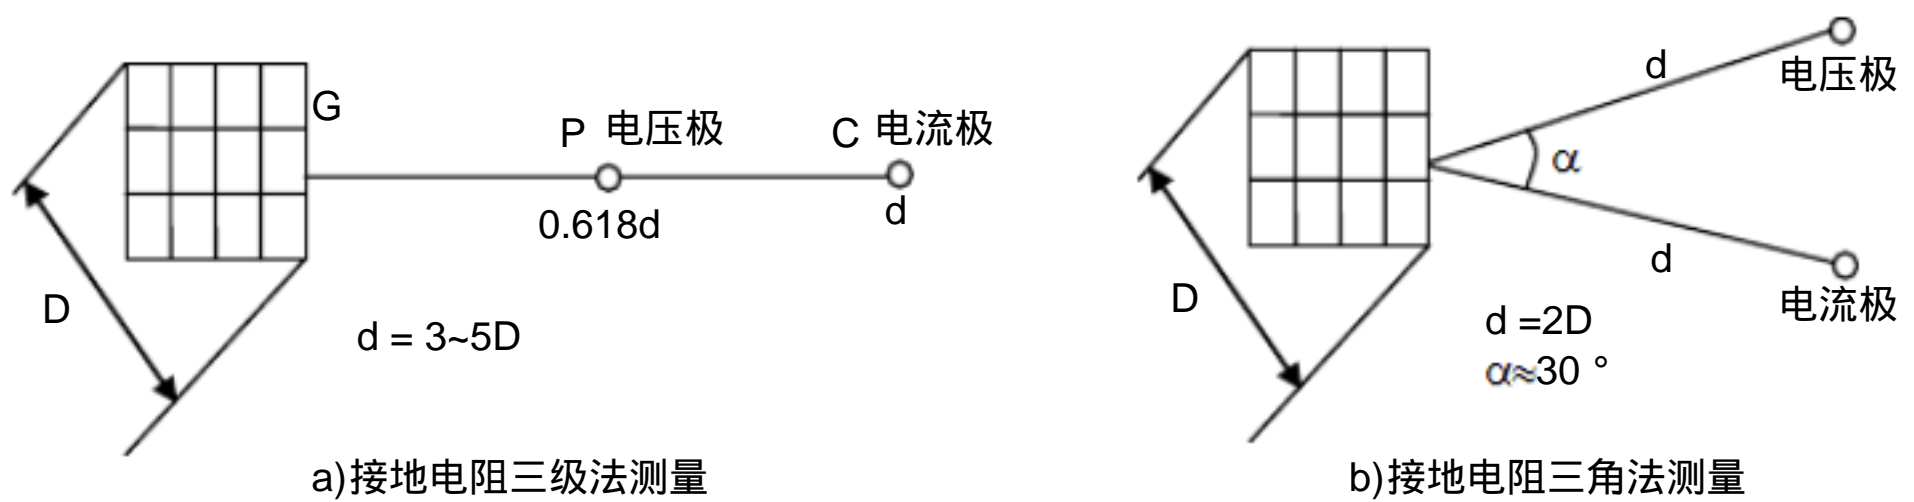 G
P 电压极
C 电流极
0.618d
d
D
d = 3~5D
a)接地电阻三级法测量
d
电压极
α
d
电流极
D
d =2D
α≈30 °
b)接地电阻三角法测量